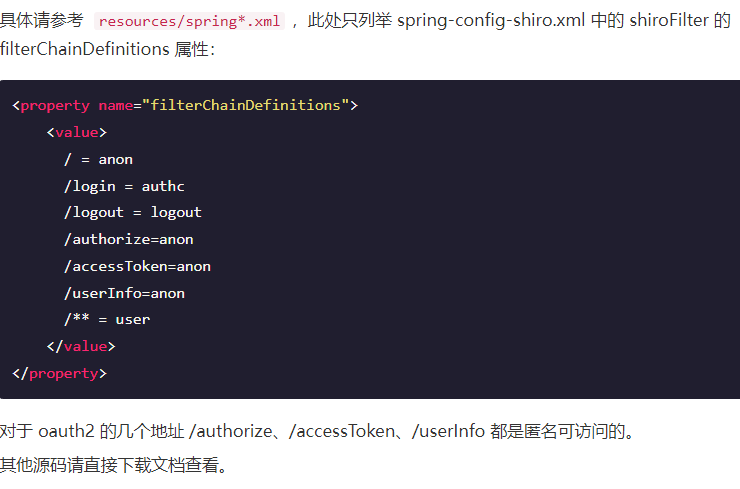 具体请参考 resources/spring*.xml ，此处只列举 spring-config-shiro.xml 中的 shiroFilter 的
filterChainDefinitions 属性：
<property name="filterChainDefinitions">
    <value>
      / = anon
      /login = authc
      /logout = logout
      /authorize=anon
      /accessToken=anon
      /userInfo=anon
      /** = user
    </value>
</property>
对于 oauth2 的几个地址 /authorize、/accessToken、/userInfo 都是匿名可访问的。
其他源码请直接下载文档查看。